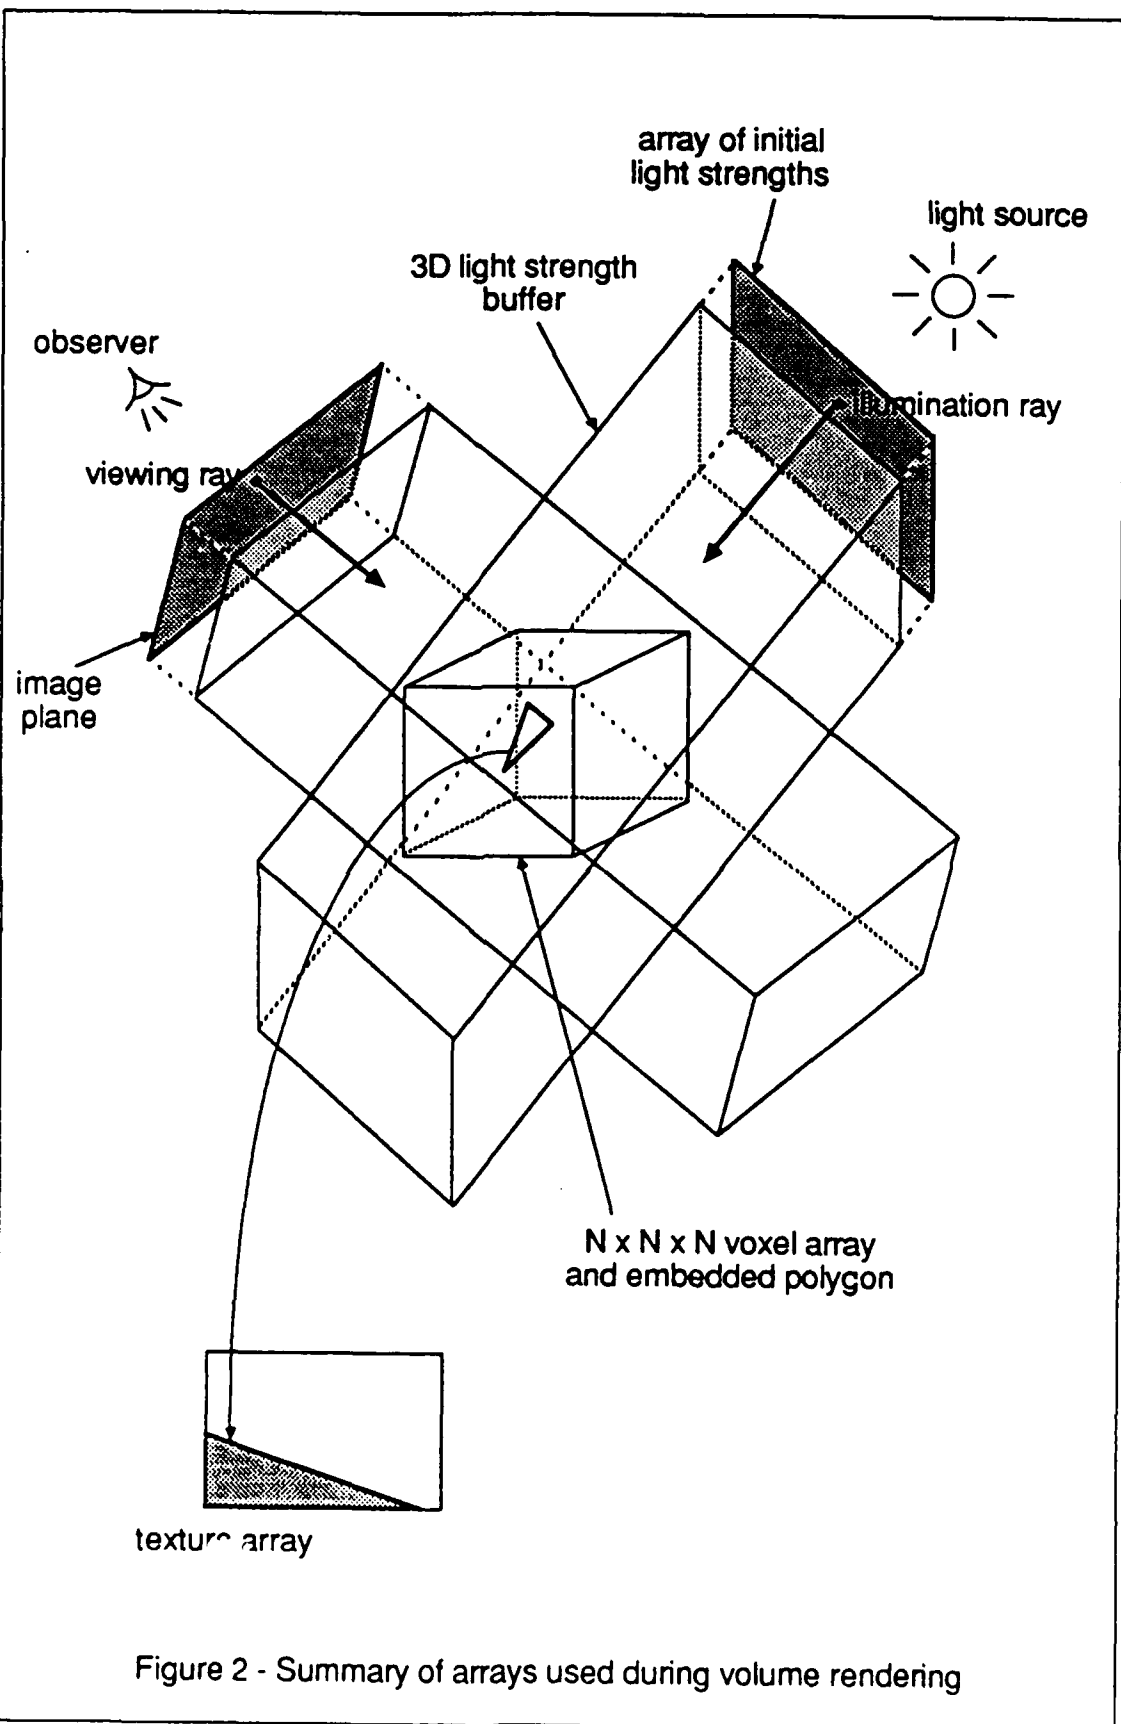 array of initial
light strengths
light source
3D light strength
buffer
observer
illumination ray
viewing ray
image
plane
N x N x N voxel array
and embedded polygon
array
Figure 2 - Summary of arrays used during volume rendering